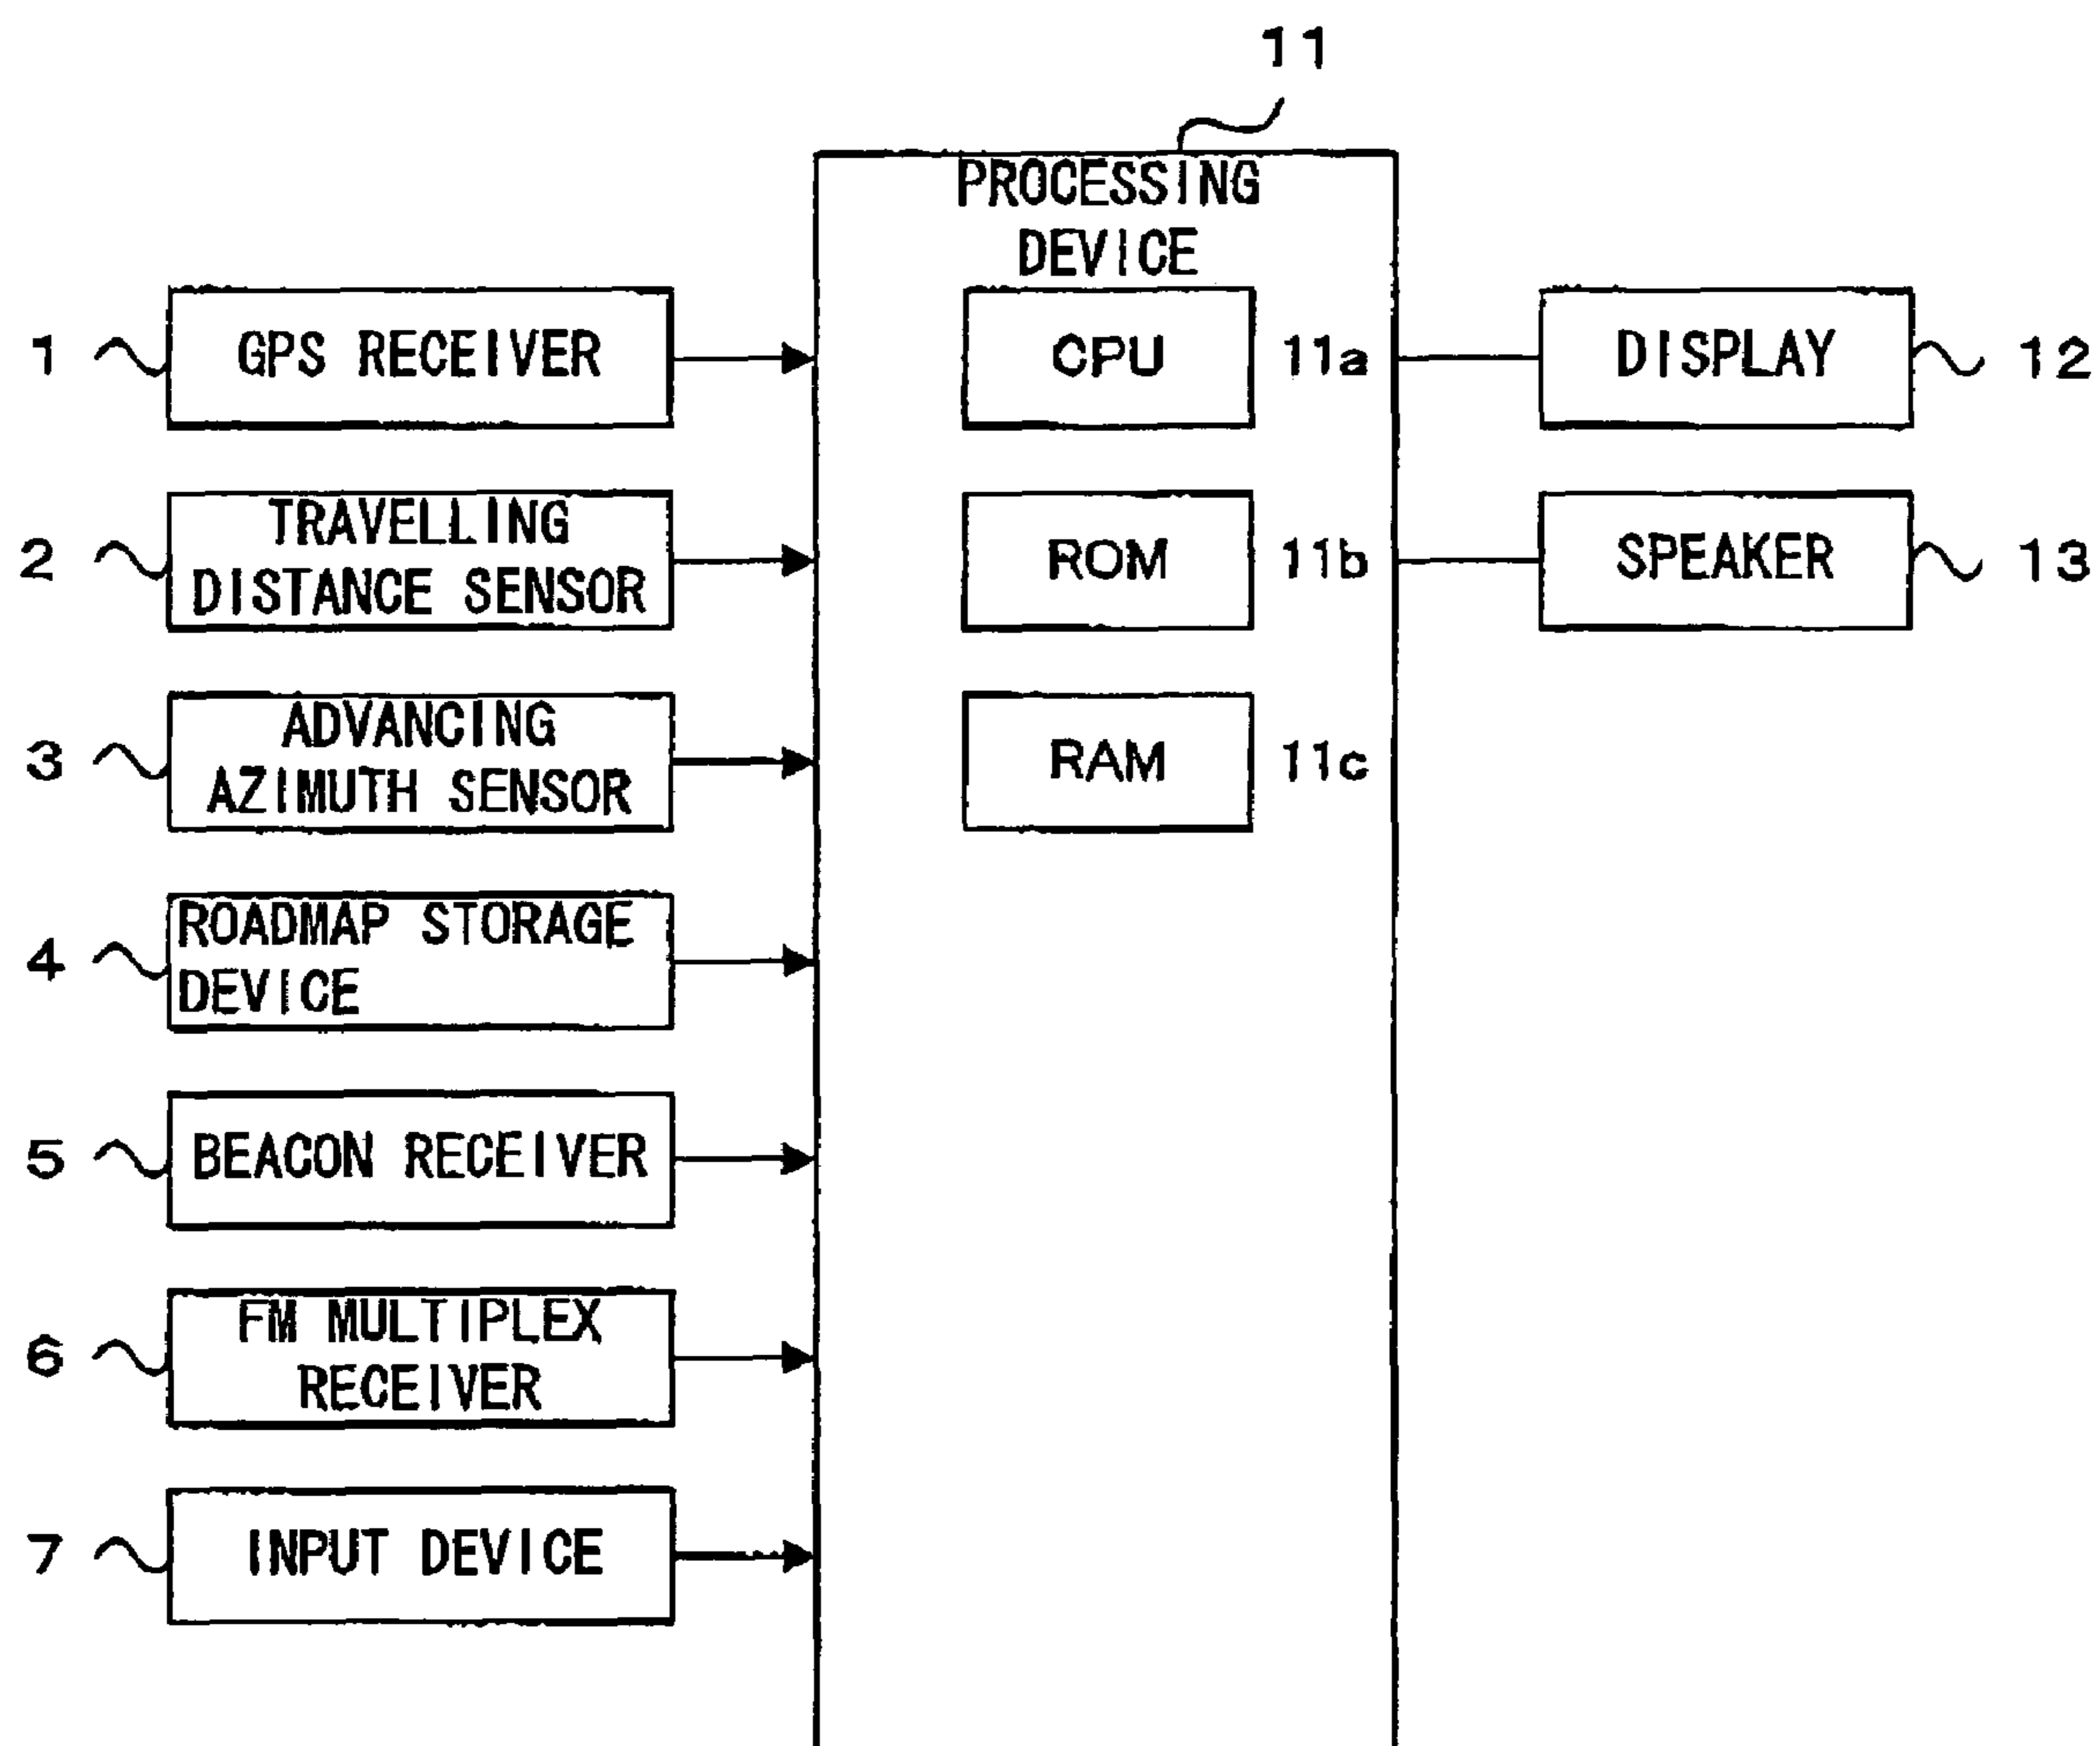 11
PROCESSING
DEVICE
1
GPS RECEIVER
CPU
11a
DISPLAY
12
2
TRAVELLING
DISTANCE SENSOR
ROM
11b
SPEAKER
13
3
ADVANCING
AZIMUTH SENSOR
RAM
11c
4
ROADMAP STORAGE
DEVICE
5
BEACON RECEIVER
6
FM MULTIPLEX
RECEIVER
7
INPUT DEVICE